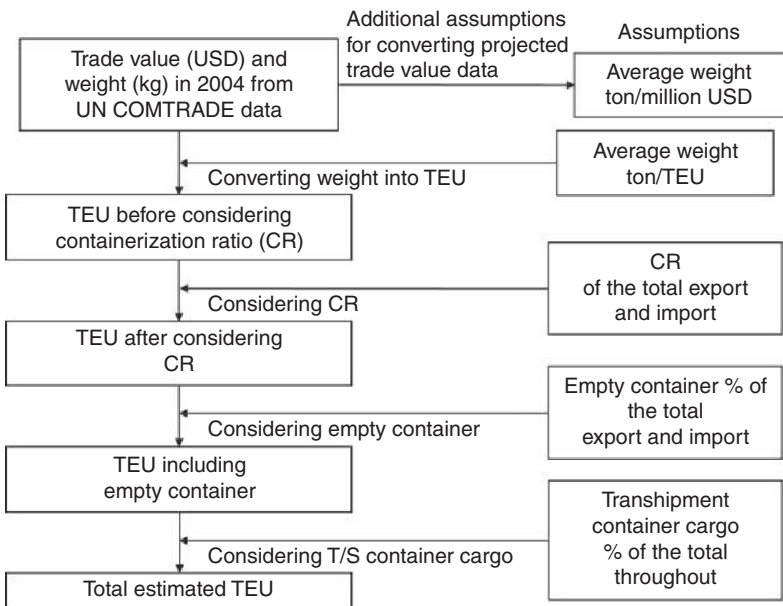 Additional assumptions
for converting projected
trade value data
Assumptions
Trade value (USD) and
weight (kg) in 2004 from
UN COMTRADE data
Average weight
ton/million USD
Average weight
ton/TEU
Converting weight into TEU
TEU before considering
containerization ratio (CR)
CR
of the total export
and import
Considering CR
TEU after considering
CR
Empty container % of
the total
export and import
Considering empty container
TEU including
empty container
Transhipment
container cargo
% of the total
throughout
Considering T/S container cargo
Total estimated TEU